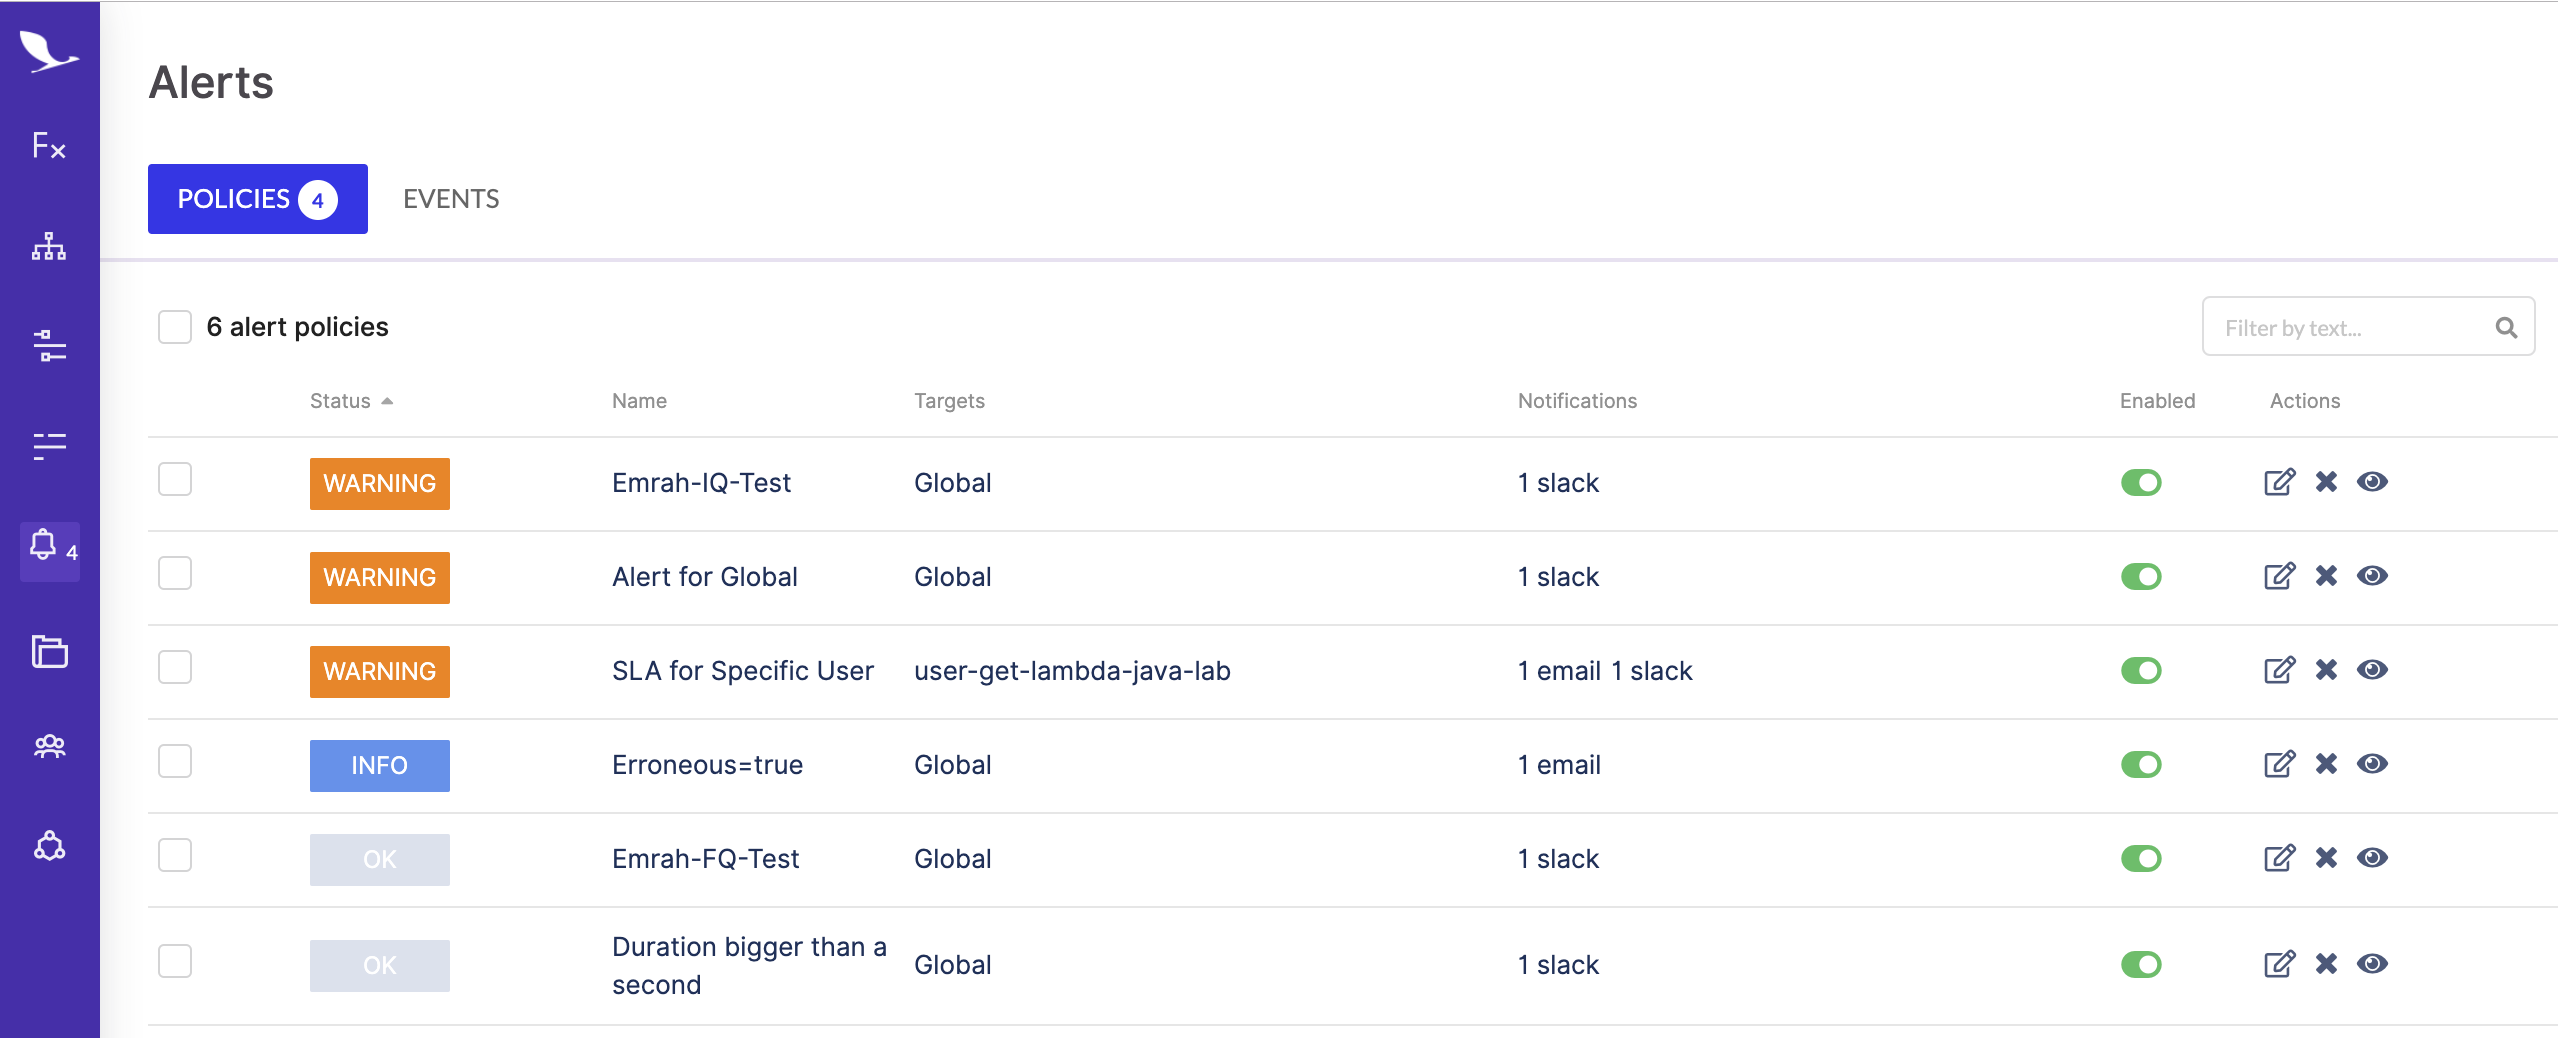 Alerts
Fx
POLICIES 4 EVENTS
6 alert policies Filter by text...
Status Name Targets Notifications Enabled Actions
WARNING Emrah-IQ-Test Global 1 slack
4
WARNING Alert for Global Global 1 slack
WARNING SLA for Specific User user-get-lambda-java-lab 1 email 1 slack
INFO Erroneous=true Global 1 email
OK Emrah-FQ-Test Global 1 slack
OK Duration bigger than a Global 1 slack
second